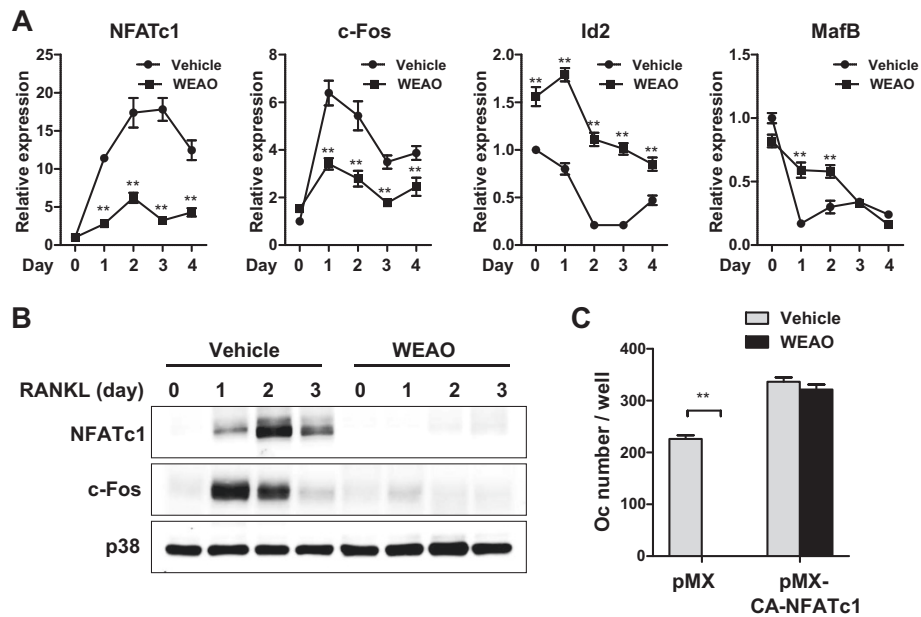 A
NFATc1
c-Fos
Id2
MafB
Vehicle
WEAO
Vehicle
WEAO
Vehicle
WEAO
Vehicle
WEAO
Relative expression
25
20
15
10
5
0
** ** ** **
Day 0 1 2 3 4
Relative expression
8
6
4
2
0
** ** ** **
Day 0 1 2 3 4
Relative expression
2.0
1.5
1.0
0.5
0.0
** ** ** ** **
Day 0 1 2 3 4
Relative expression
1.5
1.0
0.5
0.0
** **
Day 0 1 2 3 4
B
Vehicle WEAO
RANKL (day) 0 1 2 3 0 1 2 3
NFATc1
c-Fos
p38
C
Vehicle
WEAO
Oc number / well
400
300
200
100
0
**
pMX
pMX-
CA-NFATc1